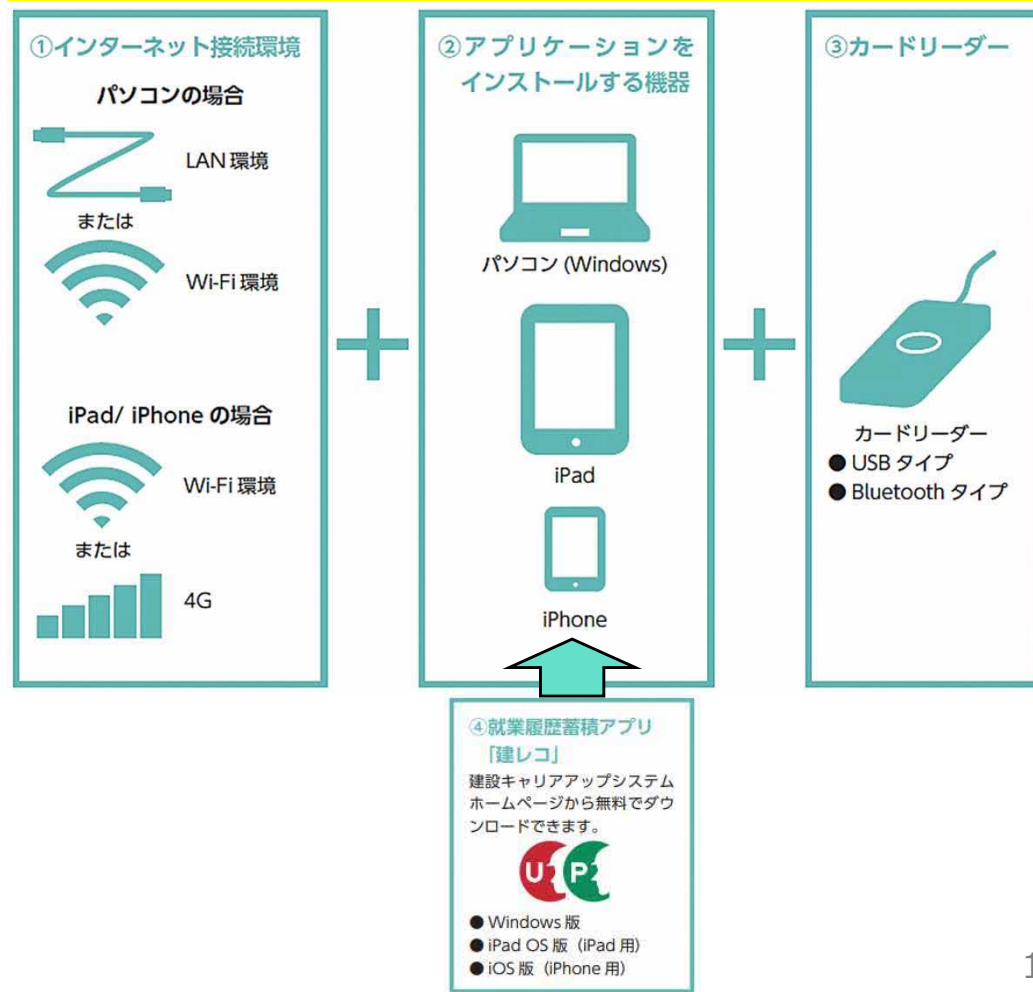 ①インターネット接続環境
パソコンの場合
LAN 環境
または
Wi-Fi 環境
iPad/ iPhone の場合
Wi-Fi 環境
または
4G
②アプリケーションを
インストールする機器
パソコン (Windows)
iPad
iPhone
③カードリーダー
カードリーダー
● USB タイプ
● Bluetooth タイプ
④就業履歴蓄積アプリ
「建レコ」
建設キャリアアップシステム
ホームページから無料でダウ
ンロードできます。
UP
● Windows 版
● iPad OS 版（iPad 用）
● iOS 版（iPhone 用）
1